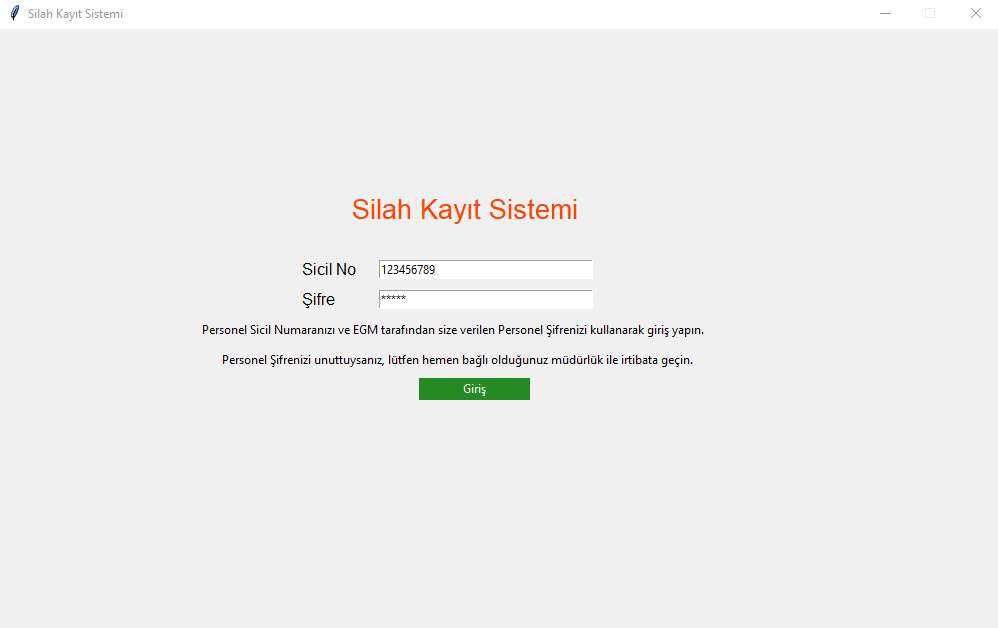 Silah Kayıt Sistemi
Silah Kayıt Sistemi
Sicil No 123456789
Şifre *****
Personel Sicil Numaranızı ve EGM tarafından size verilen Personel Şifrenizi kullanarak giriş yapın.
Personel Şifrenizi unuttuysanız, lütfen hemen bağlı olduğunuz müdürlük ile irtibata geçin.
Giriş